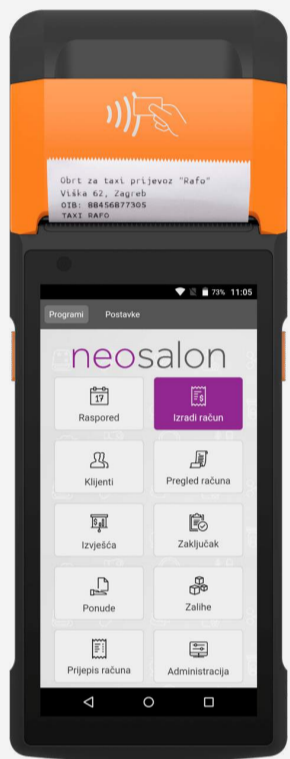 Obrt za taxi prijevoz "Rafo"
Viška 62, Zagreb
OIB: 88456877305
TAXI RAFO
73% 11:05
Programi Postavke
neosalon
17
Raspored
Izradi račun
Klijenti
Pregled računa
Izvješća
Zaključak
Ponude
Zalihe
Prijepis računa
Administracija